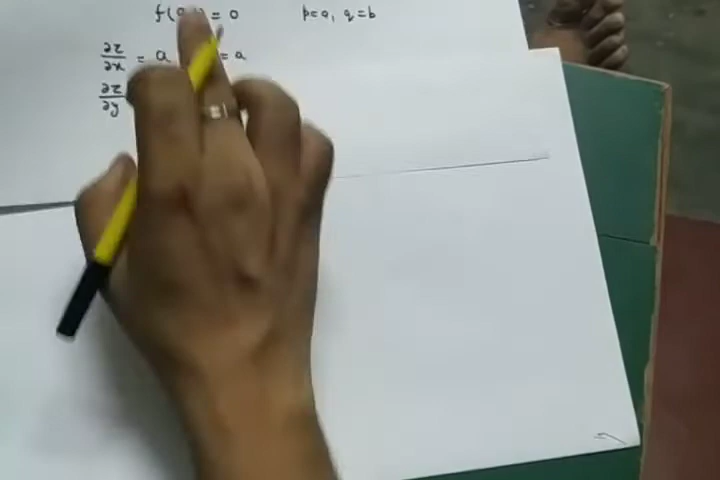 f( = 0 p=a, q=b
∂z/∂x = a = a
∂z/∂y